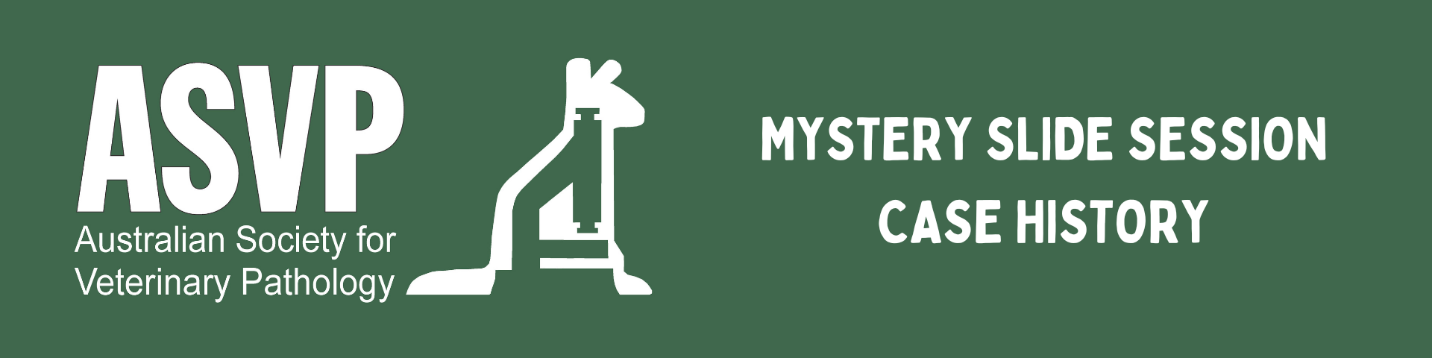 ASVP
Australian Society for
Veterinary Pathology
MYSTERY SLIDE SESSION
CASE HISTORY